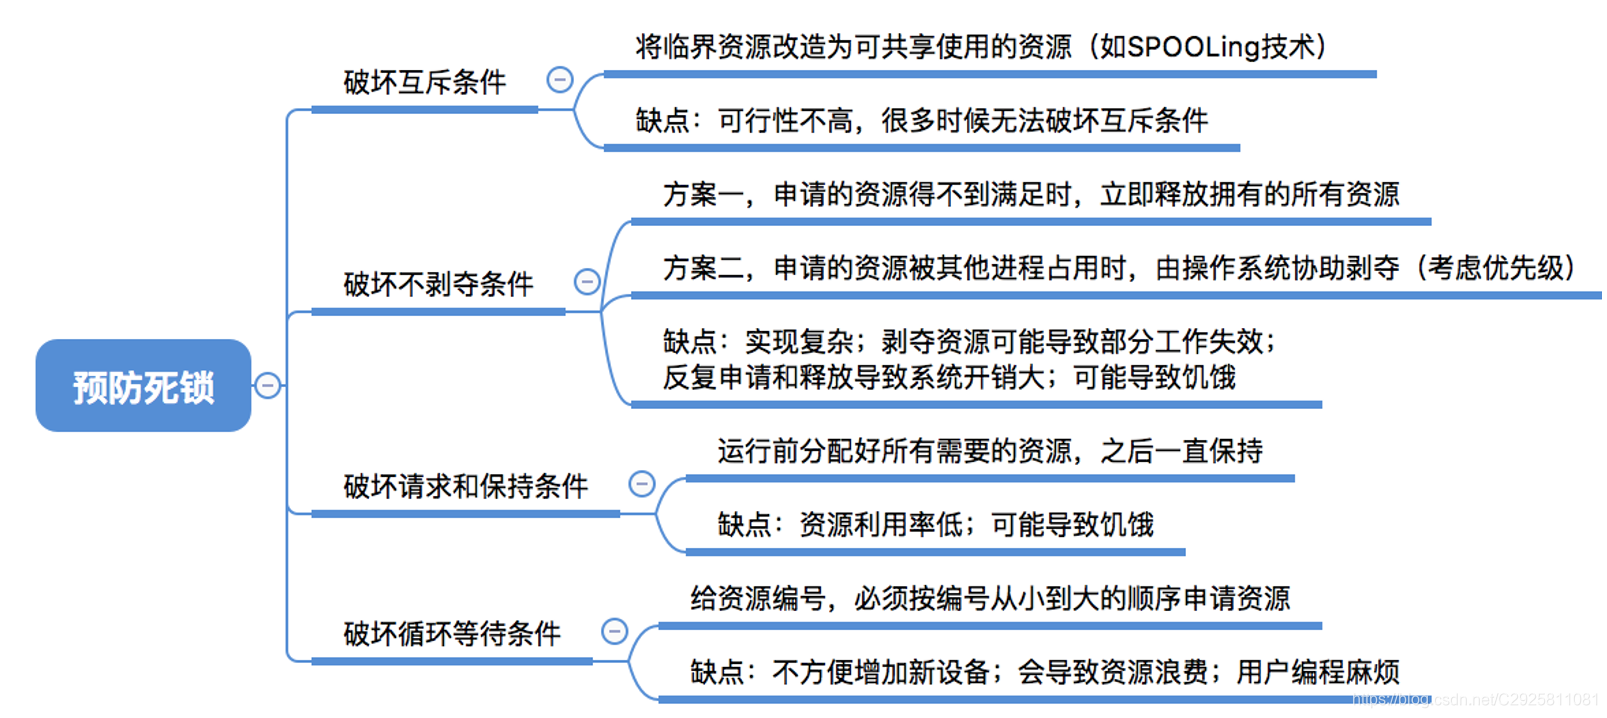 将临界资源改造为可共享使用的资源（如SPOOLing技术）
破坏互斥条件
缺点：可行性不高，很多时候无法破坏互斥条件
方案一，申请的资源得不到满足时，立即释放拥有的所有资源
方案二，申请的资源被其他进程占用时，由操作系统协助剥夺（考虑优先级）
破坏不剥夺条件
缺点：实现复杂；剥夺资源可能导致部分工作失效；
反复申请和释放导致系统开销大；可能导致饥饿
预防死锁
运行前分配好所有需要的资源，之后一直保持
破坏请求和保持条件
缺点：资源利用率低；可能导致饥饿
给资源编号，必须按编号从小到大的顺序申请资源
破坏循环等待条件
缺点：不方便增加新设备；会导致资源浪费；用户编程麻烦
https://blog.csdn.net/C2925811081